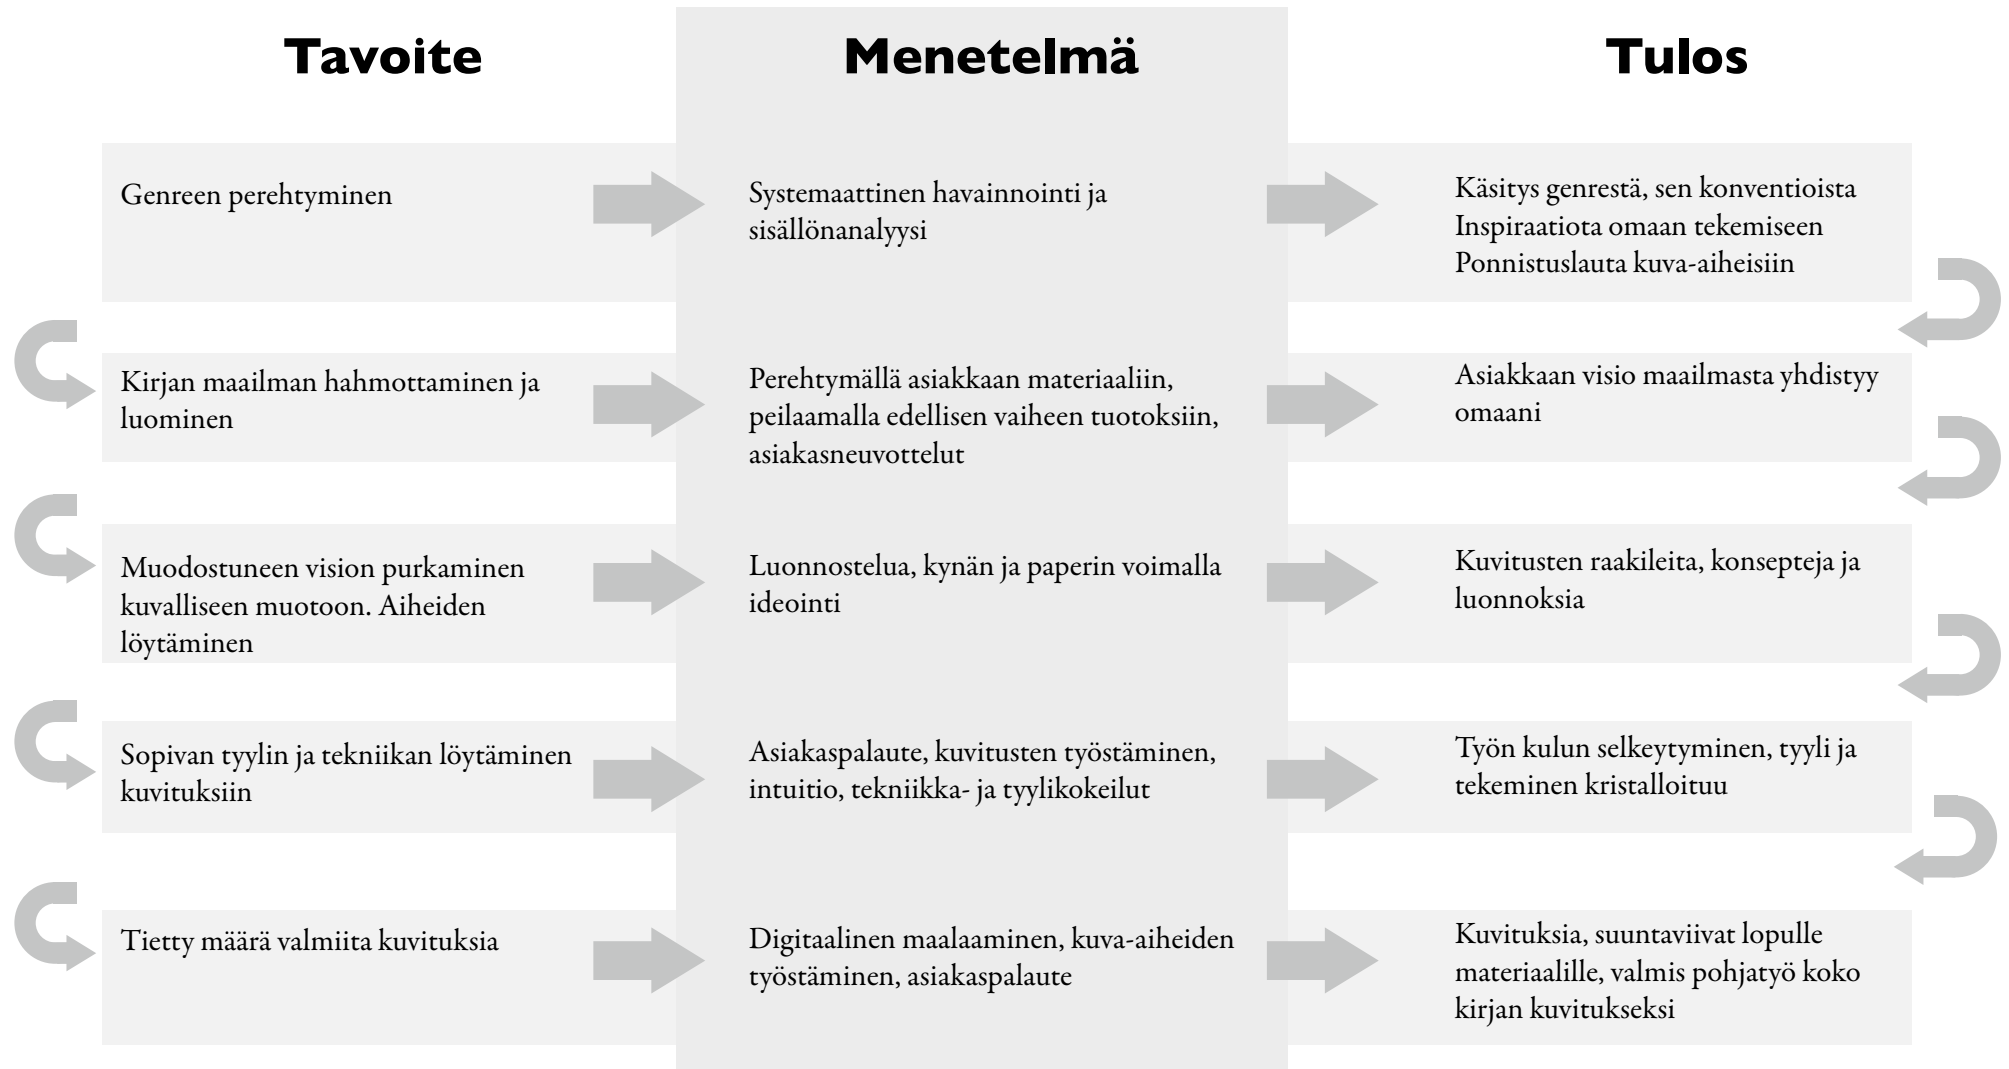 Tavoite
Menetelmä
Tulos
Genreen perehtyminen
Systemaattinen havainnointi ja
sisällönanalyysi
Käsitys genrestä, sen konventioista
Inspiraatiota omaan tekemiseen
Ponnistuslauta kuva-aiheisiin
Kirjan maailman hahmottaminen ja
luominen
Perehtymällä asiakkaan materiaaliin,
peilaamalla edellisen vaiheen tuotoksiin,
asiakasneuvottelut
Asiakkaan visio maailmasta yhdistyy
omaani
Muodostuneen vision purkaminen
kuvalliseen muotoon. Aiheiden
löytäminen
Luonnostelua, kynän ja paperin voimalla
ideointi
Kuvitusten raakileita, konsepteja ja
luonnoksia
Sopivan tyylin ja tekniikan löytäminen
kuvituksiin
Asiakaspalaute, kuvitusten työstäminen,
intuitio, tekniikka- ja tyylikokeilut
Työn kulun selkeytyminen, tyyli ja
tekeminen kristalloituu
Tietty määrä valmiita kuvituksia
Digitaalinen maalaaminen, kuva-aiheiden
työstäminen, asiakaspalaute
Kuvituksia, suuntaviivat lopulle
materiaalille, valmis pohjatyö koko
kirjan kuvitukseksi